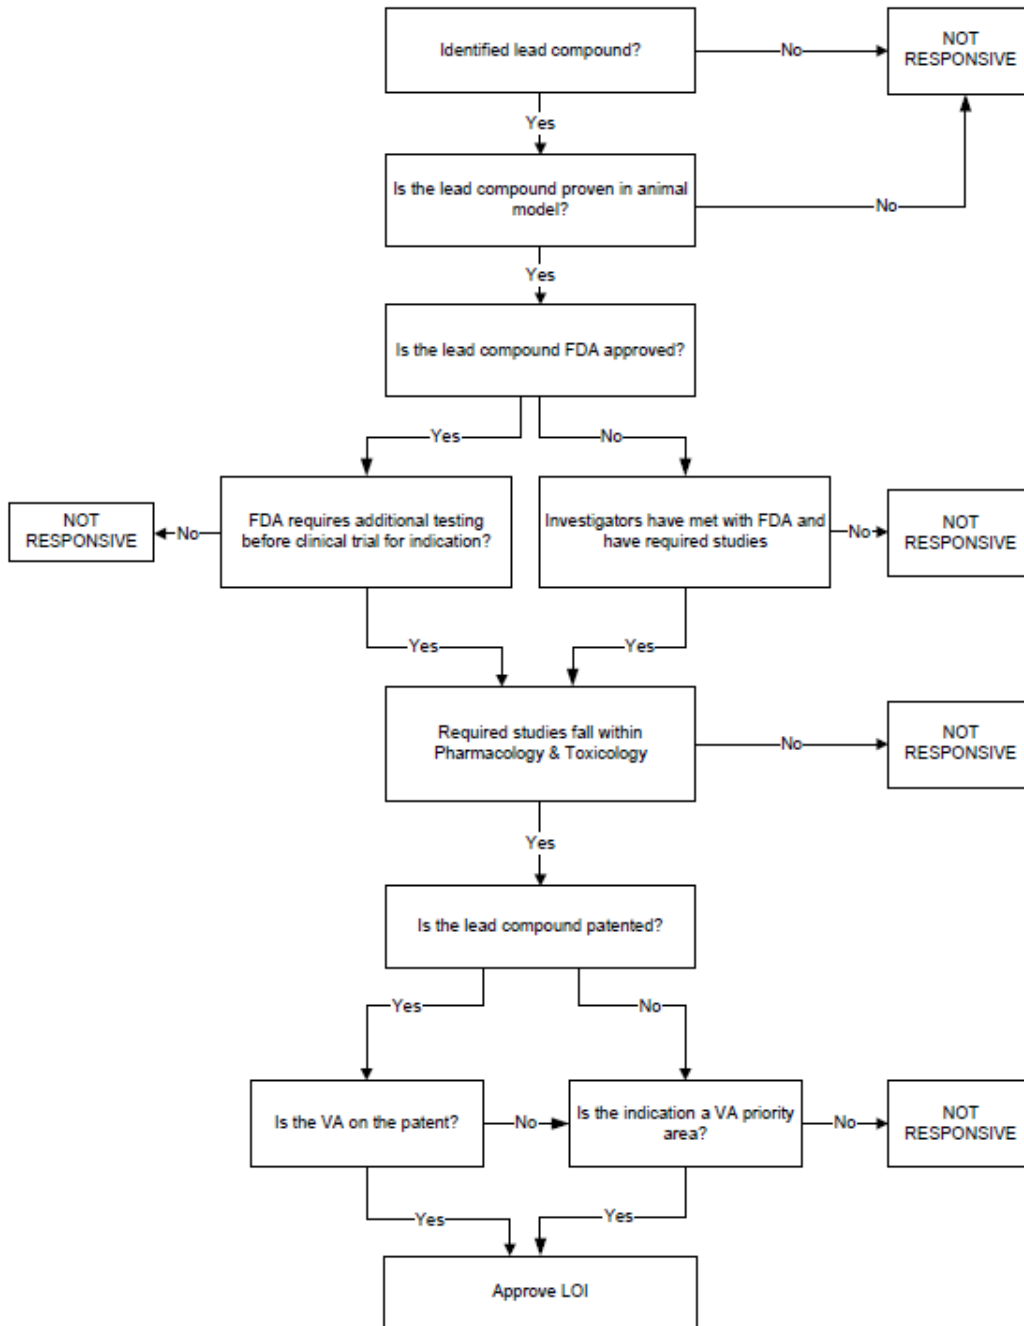 Identified lead compound?
No
NOT
RESPONSIVE
Yes
Is the lead compound proven in animal
model?
No
Yes
Is the lead compound FDA approved?
Yes
No
NOT
RESPONSIVE
No
FDA requires additional testing
before clinical trial for indication?
Investigators have met with FDA and
have required studies
No
NOT
RESPONSIVE
Yes
Yes
Required studies fall within
Pharmacology & Toxicology
No
NOT
RESPONSIVE
Yes
Is the lead compound patented?
Yes
No
Is the VA on the patent?
No
Is the indication a VA priority
area?
No
NOT
RESPONSIVE
Yes
Yes
Approve LOI